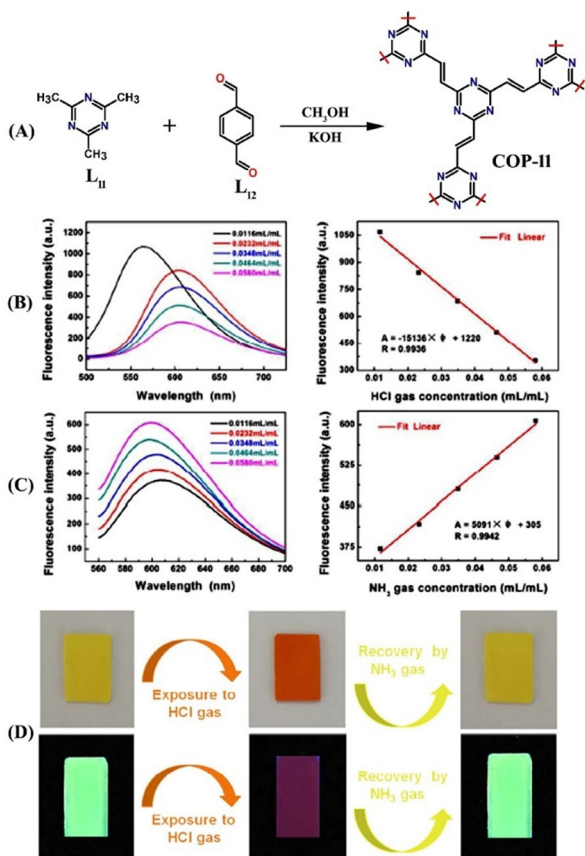 (A)
CH3
H3C
N
N
N
CH3
L11
+
O
O
L12
CH3OH
KOH
N
N
N
N
N
N
N
N
N
N
N
N
COP-11
(B)
Fluorescence intensity (a.u.)
1200
1000
800
600
400
200
0
500
550
600
650
700
Wavelength (nm)
0.0116mL/mL
0.0232mL/mL
0.0348mL/mL
0.0464mL/mL
0.0580mL/mL
Fluorescence intensity (a.u.)
1050
900
750
600
450
300
Fit Linear
A = -15136 × ϕ + 1220
R = 0.9936
0.01
0.02
0.03
0.04
0.05
0.06
HCl gas concentration (mL/mL)
(C)
Fluorescence intensity (a.u.)
700
600
500
400
300
200
100
560
580
600
620
640
660
680
700
Wavelength (nm)
0.0116mL/mL
0.0232mL/mL
0.0348mL/mL
0.0464mL/mL
0.0580mL/mL
Fluorescence intensity (a.u.)
600
525
450
375
Fit Linear
A = 5091 × ϕ + 305
R = 0.9942
0.01
0.02
0.03
0.04
0.05
0.06
NH3 gas concentration (mL/mL)
(D)
Exposure to
HCl gas
Recovery by
NH3 gas
Exposure to
HCl gas
Recovery by
NH3 gas